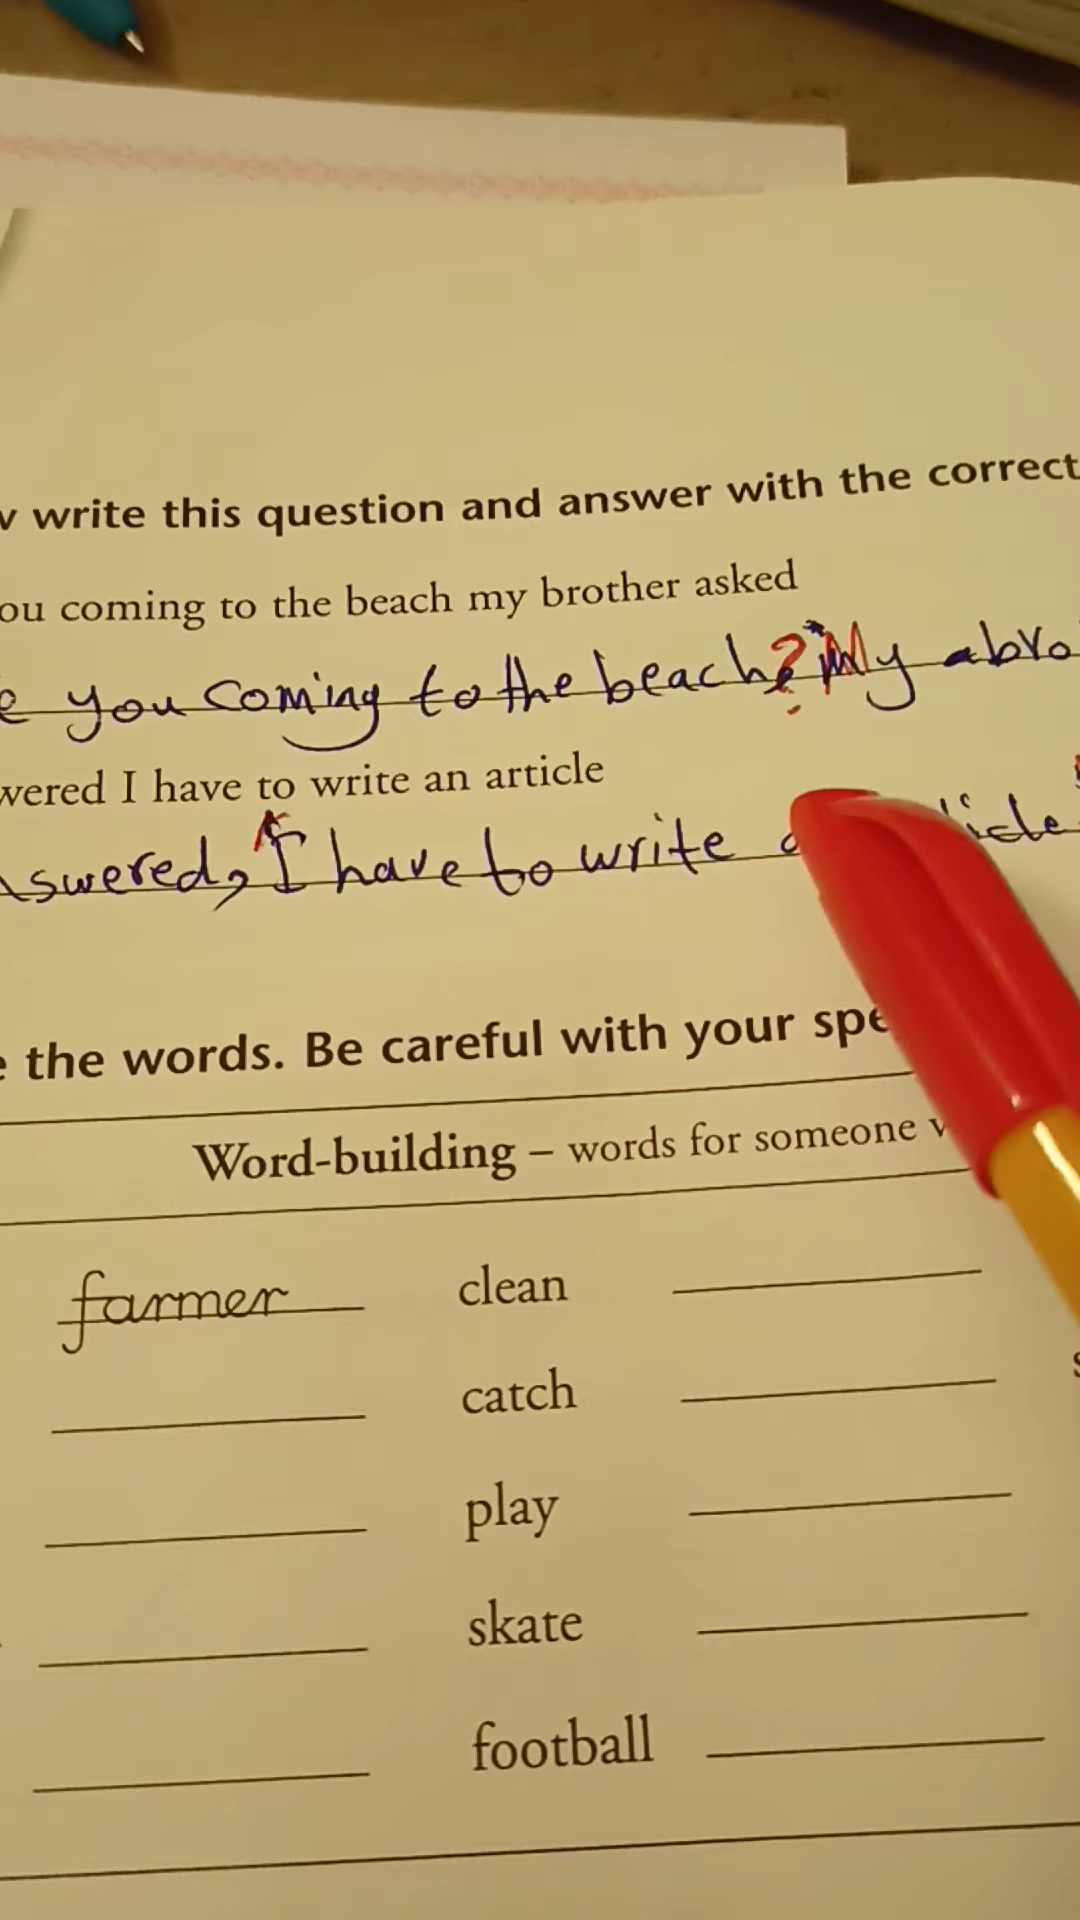 write this question and answer with the correct
ou coming to the beach my brother asked
e you coming to the beach? My abro
wered I have to write an article
swered, I have to write
the words. Be careful with your spe
Word-building – words for someone
farmer clean
catch
play
skate
football